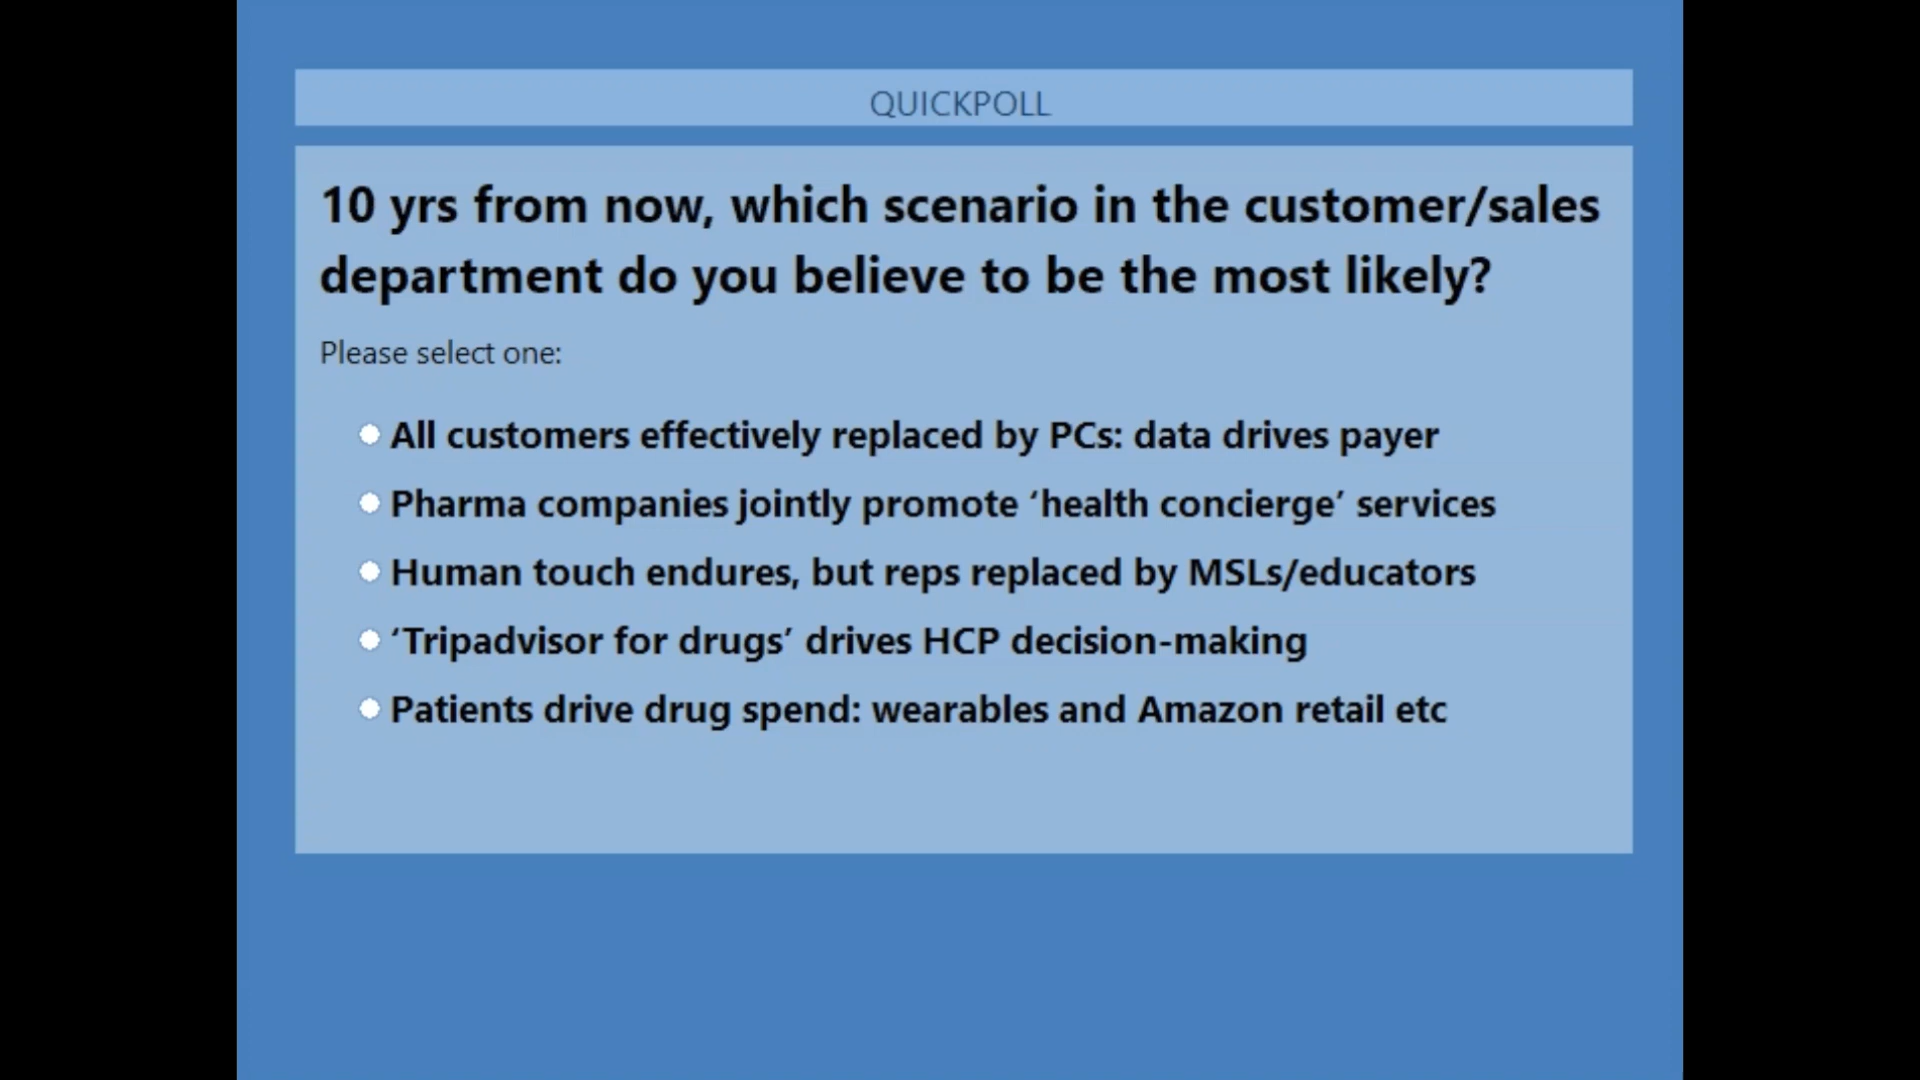 QUICKPOLL
10 yrs from now, which scenario in the customer/sales
department do you believe to be the most likely?
Please select one:
All customers effectively replaced by PCs: data drives payer
Pharma companies jointly promote ‘health concierge’ services
Human touch endures, but reps replaced by MSLs/educators
‘Tripadvisor for drugs’ drives HCP decision-making
Patients drive drug spend: wearables and Amazon retail etc